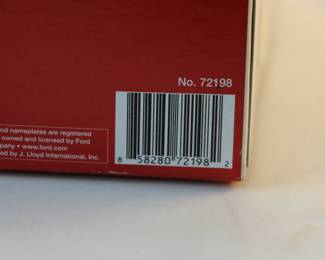 No. 72198
nd nameplates are registered
owned and licensed by Ford
pany • www.ford.com
ed by J. Lloyd International, Inc.
8 58280 72198 2